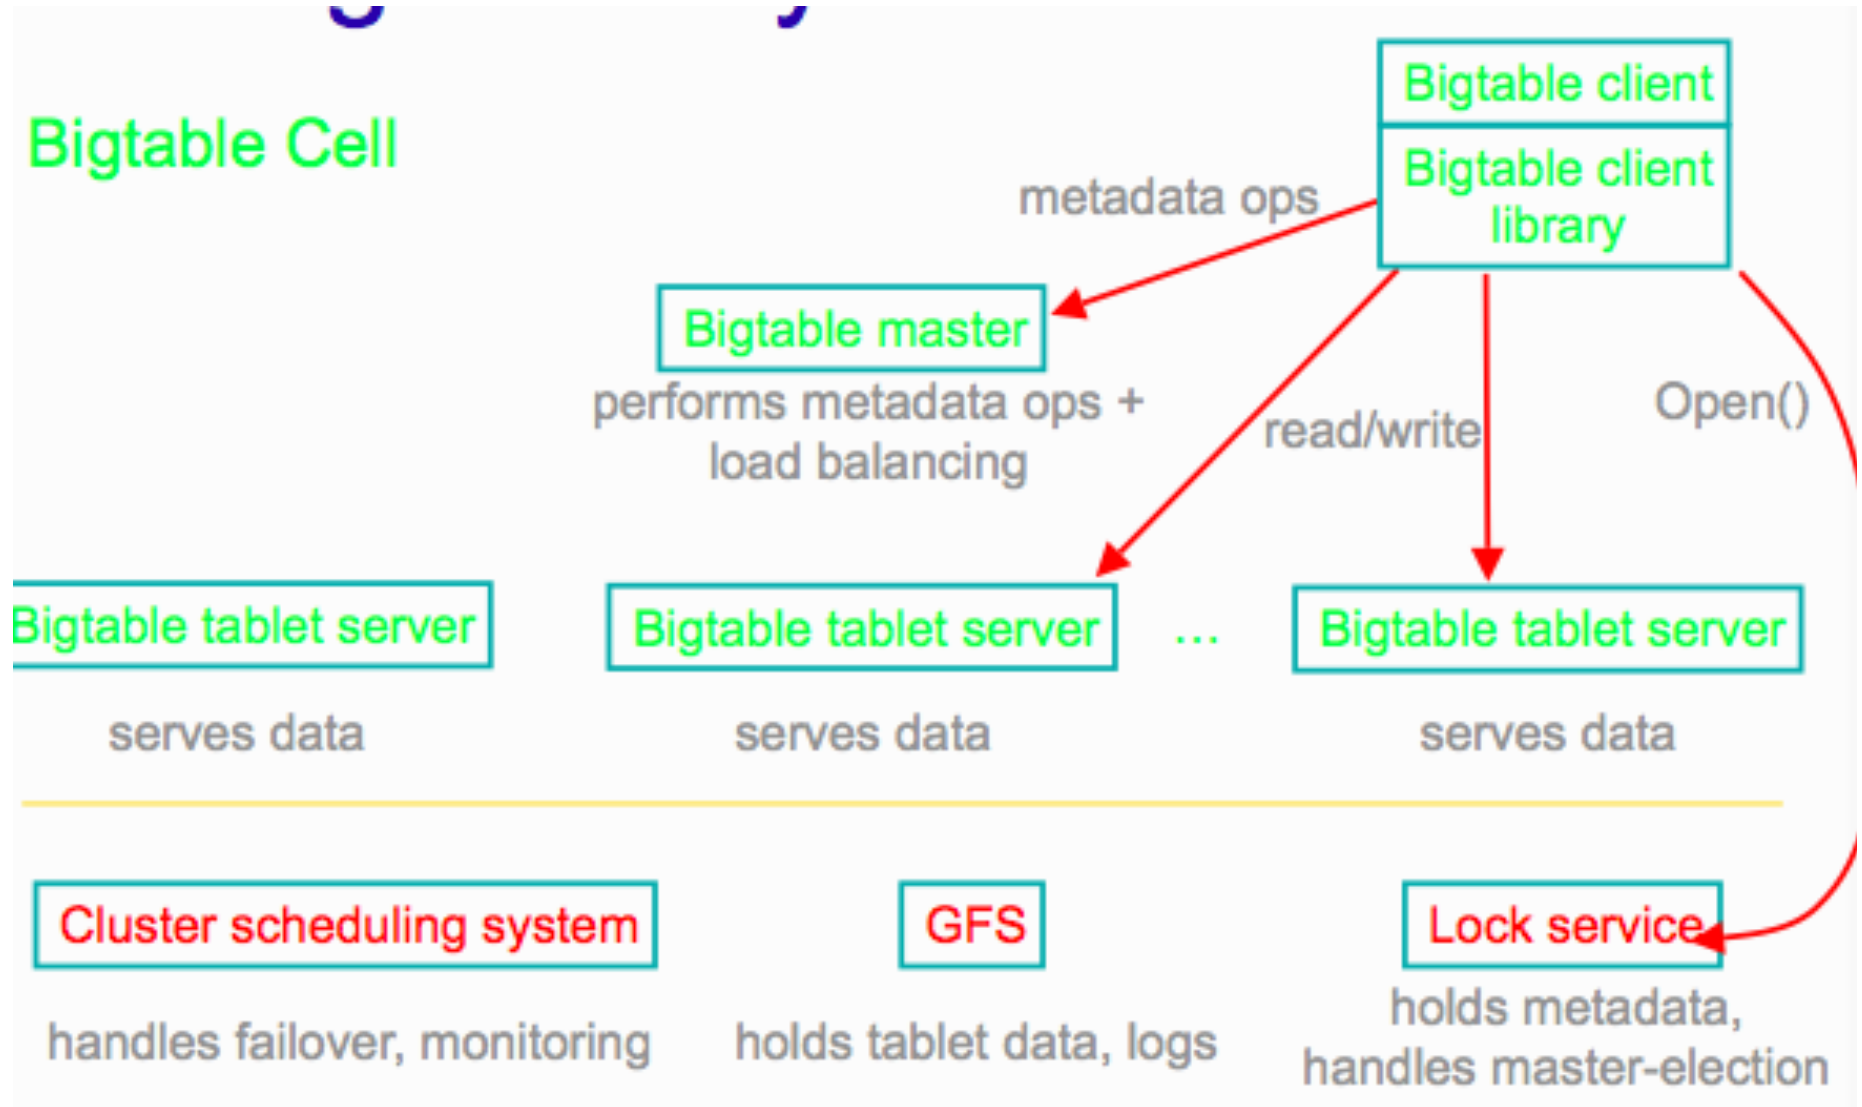 Bigtable Cell
Bigtable client
Bigtable client
library
metadata ops
Bigtable master
performs metadata ops +
load balancing
read/write
Open()
Bigtable tablet server
Bigtable tablet server
...
Bigtable tablet server
serves data
serves data
serves data
Cluster scheduling system
GFS
Lock service
handles failover, monitoring
holds tablet data, logs
holds metadata,
handles master-election